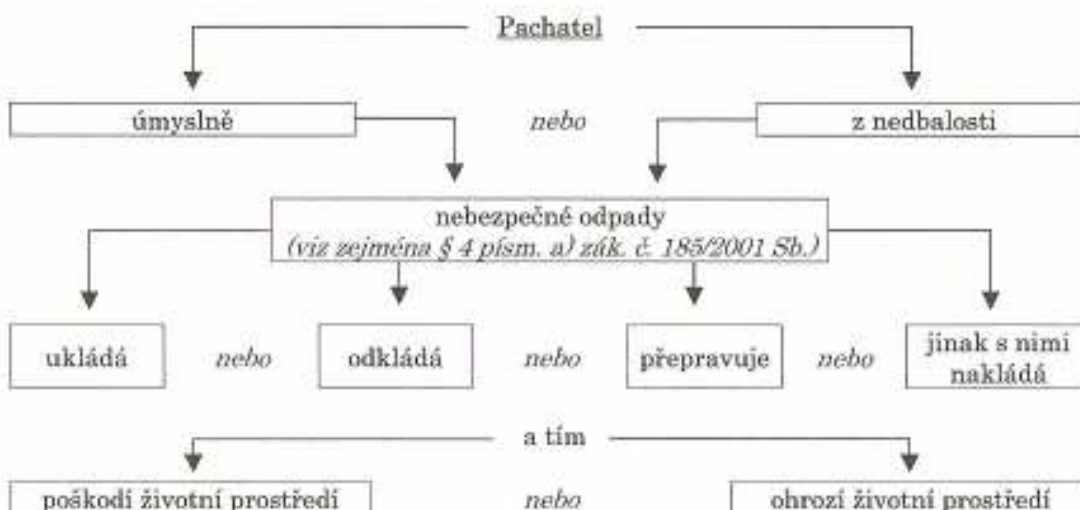 Pachatel
úmyslně nebo z nedbalosti
nebezpečné odpady
(viz zejména § 4 písm. a) zák. č. 185/2001 Sb.)
ukládá nebo odkládá nebo přepravuje nebo jinak s nimi
nakládá
a tím
poškodí životní prostředí nebo ohrozí životní prostředí